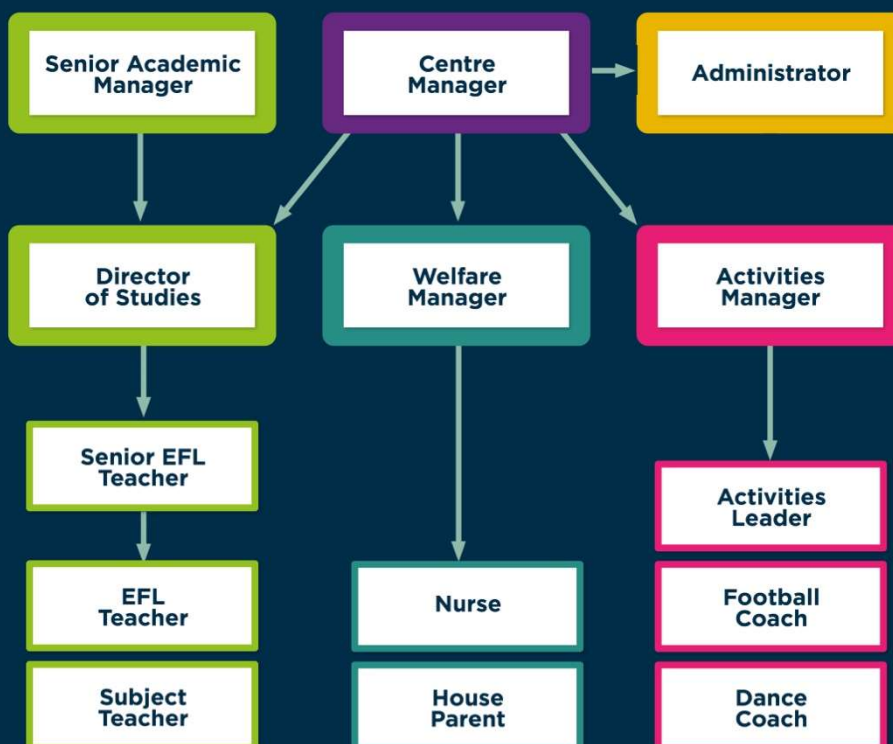 Senior Academic
Manager
Centre
Manager
Administrator
Director
of Studies
Welfare
Manager
Activities
Manager
Senior EFL
Teacher
Activities
Leader
EFL
Teacher
Nurse
Football
Coach
Subject
Teacher
House
Parent
Dance
Coach